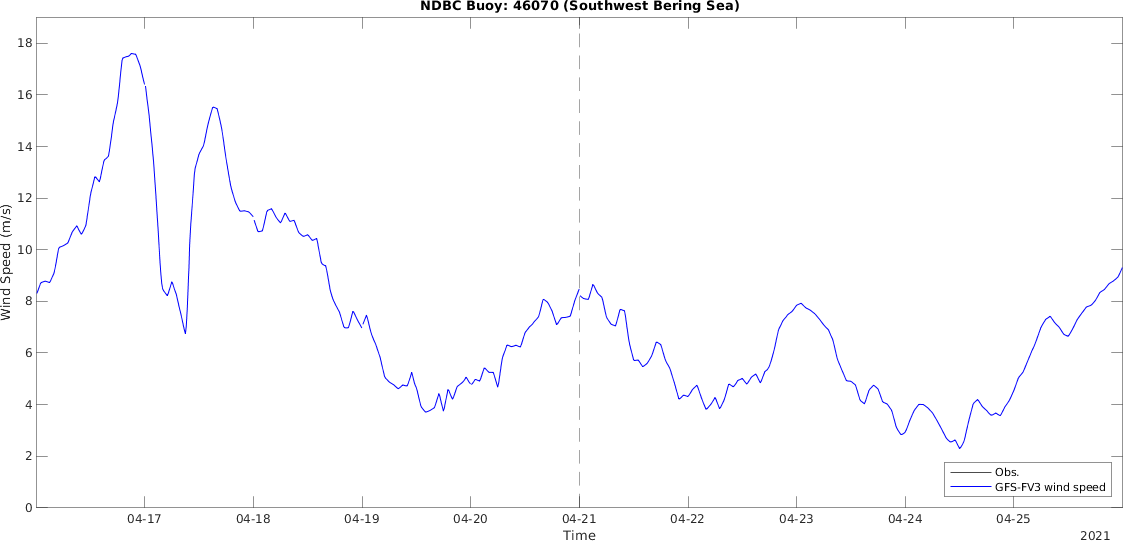 NDBC Buoy: 46070 (Southwest Bering Sea)
18
16
14
12
10
8
6
4
2
0
Wind Speed (m/s)
Obs.
GFS-FV3 wind speed
04-17 04-18 04-19 04-20 04-21 04-22 04-23 04-24 04-25
Time
2021